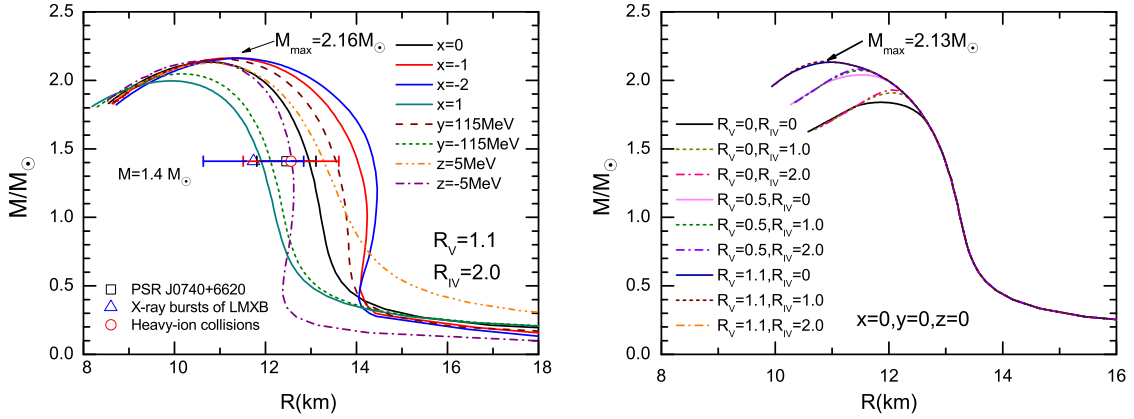 M_max=2.16M_⊙
x=0
x=-1
x=-2
x=1
y=115MeV
y=-115MeV
z=5MeV
z=-5MeV
M=1.4 M_⊙
R_V=1.1
R_IV=2.0
PSR J0740+6620
X-ray bursts of LMXB
Heavy-ion collisions
M/M_⊙
2.5
2.0
1.5
1.0
0.5
0.0
8 10 12 14 16 18
R(km)
M_max=2.13M_⊙
R_V=0,R_IV=0
R_V=0,R_IV=1.0
R_V=0,R_IV=2.0
R_V=0.5,R_IV=0
R_V=0.5,R_IV=1.0
R_V=0.5,R_IV=2.0
R_V=1.1,R_IV=0
R_V=1.1,R_IV=1.0
R_V=1.1,R_IV=2.0
x=0,y=0,z=0
M/M_⊙
2.5
2.0
1.5
1.0
0.5
0.0
8 10 12 14 16
R(km)